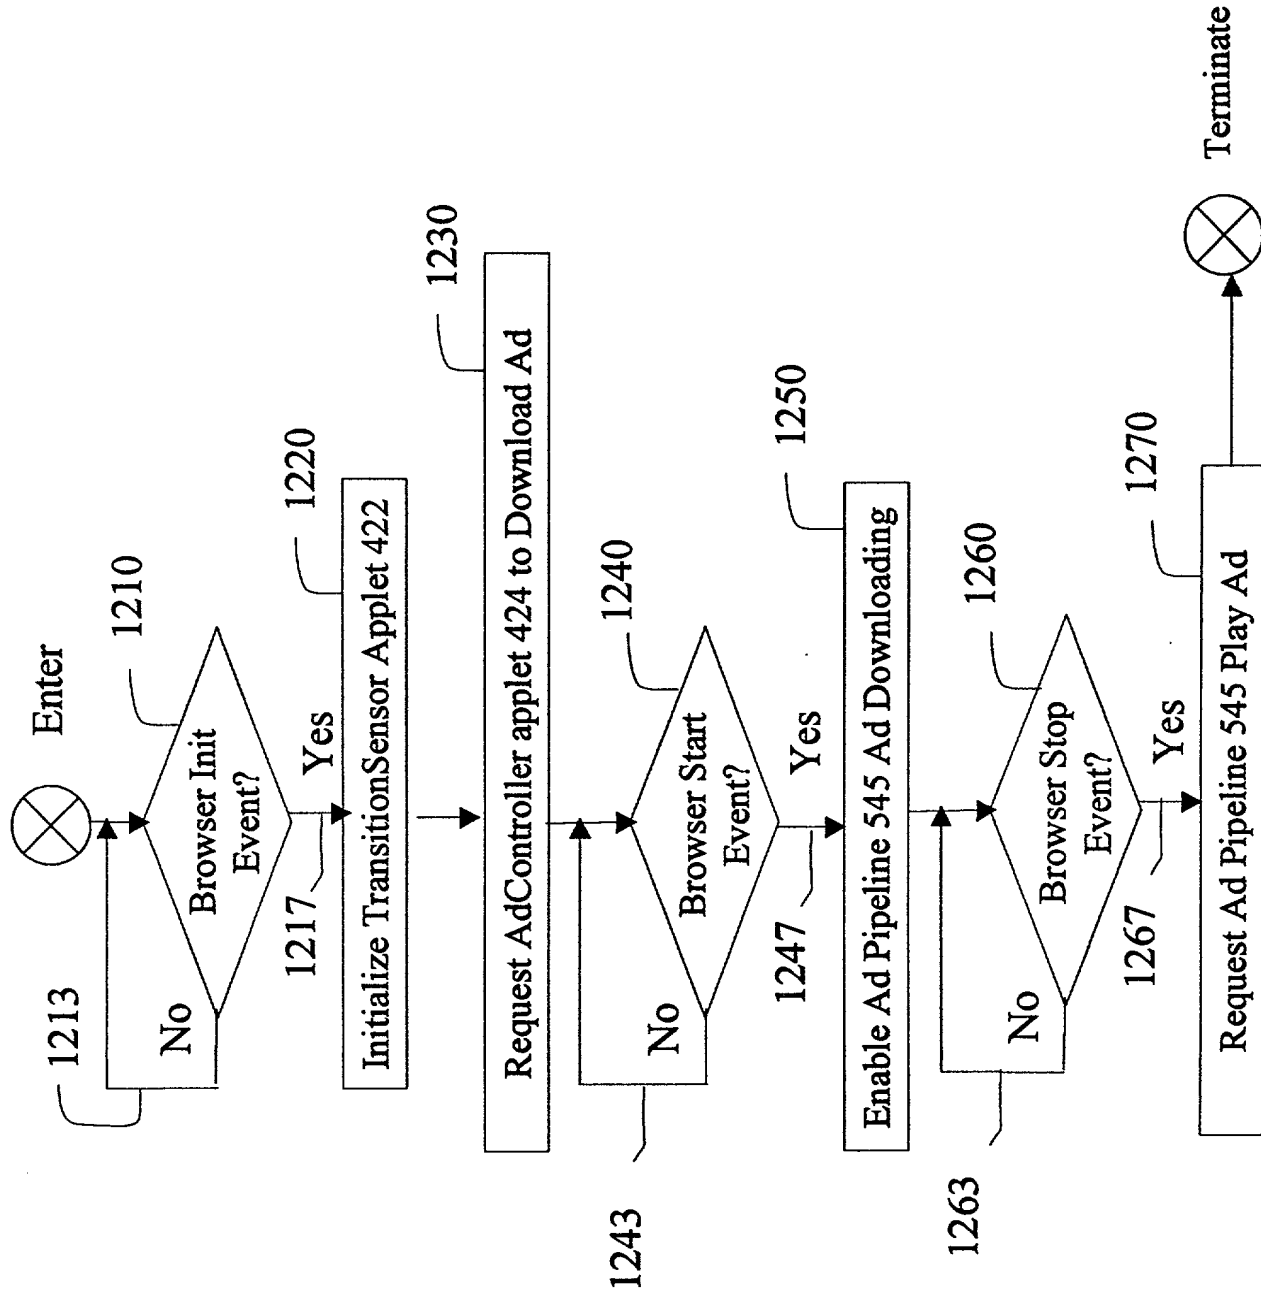 Enter
1210
1213
Browser Init
Event?
No
Yes
1217
1220
Initialize TransitionSensor Applet 422
1230
Request AdController applet 424 to Download Ad
1240
Browser Start
Event?
No
1243
Yes
1247
1250
Enable Ad Pipeline 545 Ad Downloading
1260
Browser Stop
Event?
No
1263
Yes
1267
1270
Request Ad Pipeline 545 Play Ad
Terminate